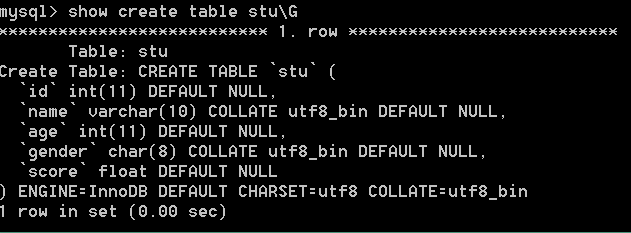 mysql> show create table stu\G
*************************** 1. row ***************************
       Table: stu
Create Table: CREATE TABLE `stu` (
  `id` int(11) DEFAULT NULL,
  `name` varchar(10) COLLATE utf8_bin DEFAULT NULL,
  `age` int(11) DEFAULT NULL,
  `gender` char(8) COLLATE utf8_bin DEFAULT NULL,
  `score` float DEFAULT NULL
) ENGINE=InnoDB DEFAULT CHARSET=utf8 COLLATE=utf8_bin
1 row in set (0.00 sec)